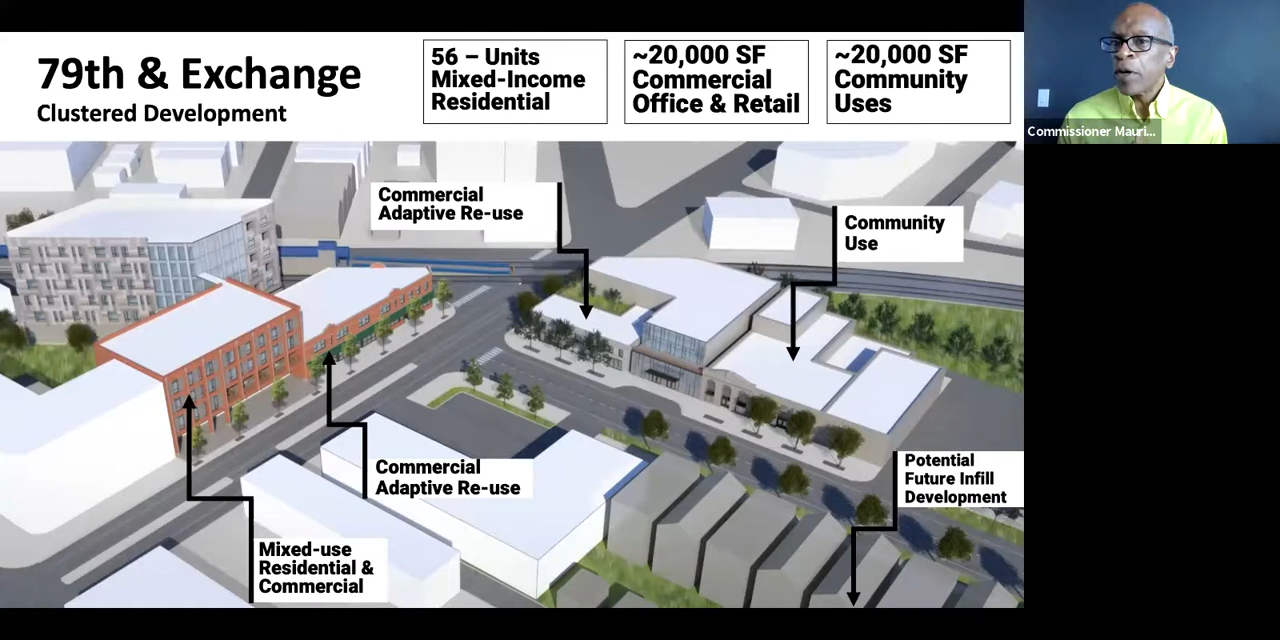 79th & Exchange
Clustered Development
56 – Units
Mixed-Income
Residential
~20,000 SF
Commercial
Office & Retail
~20,000 SF
Community
Uses
Commissioner Mauri...
Commercial
Adaptive Re-use
Community
Use
Commercial
Adaptive Re-use
Potential
Future Infill
Development
Mixed-use
Residential &
Commercial